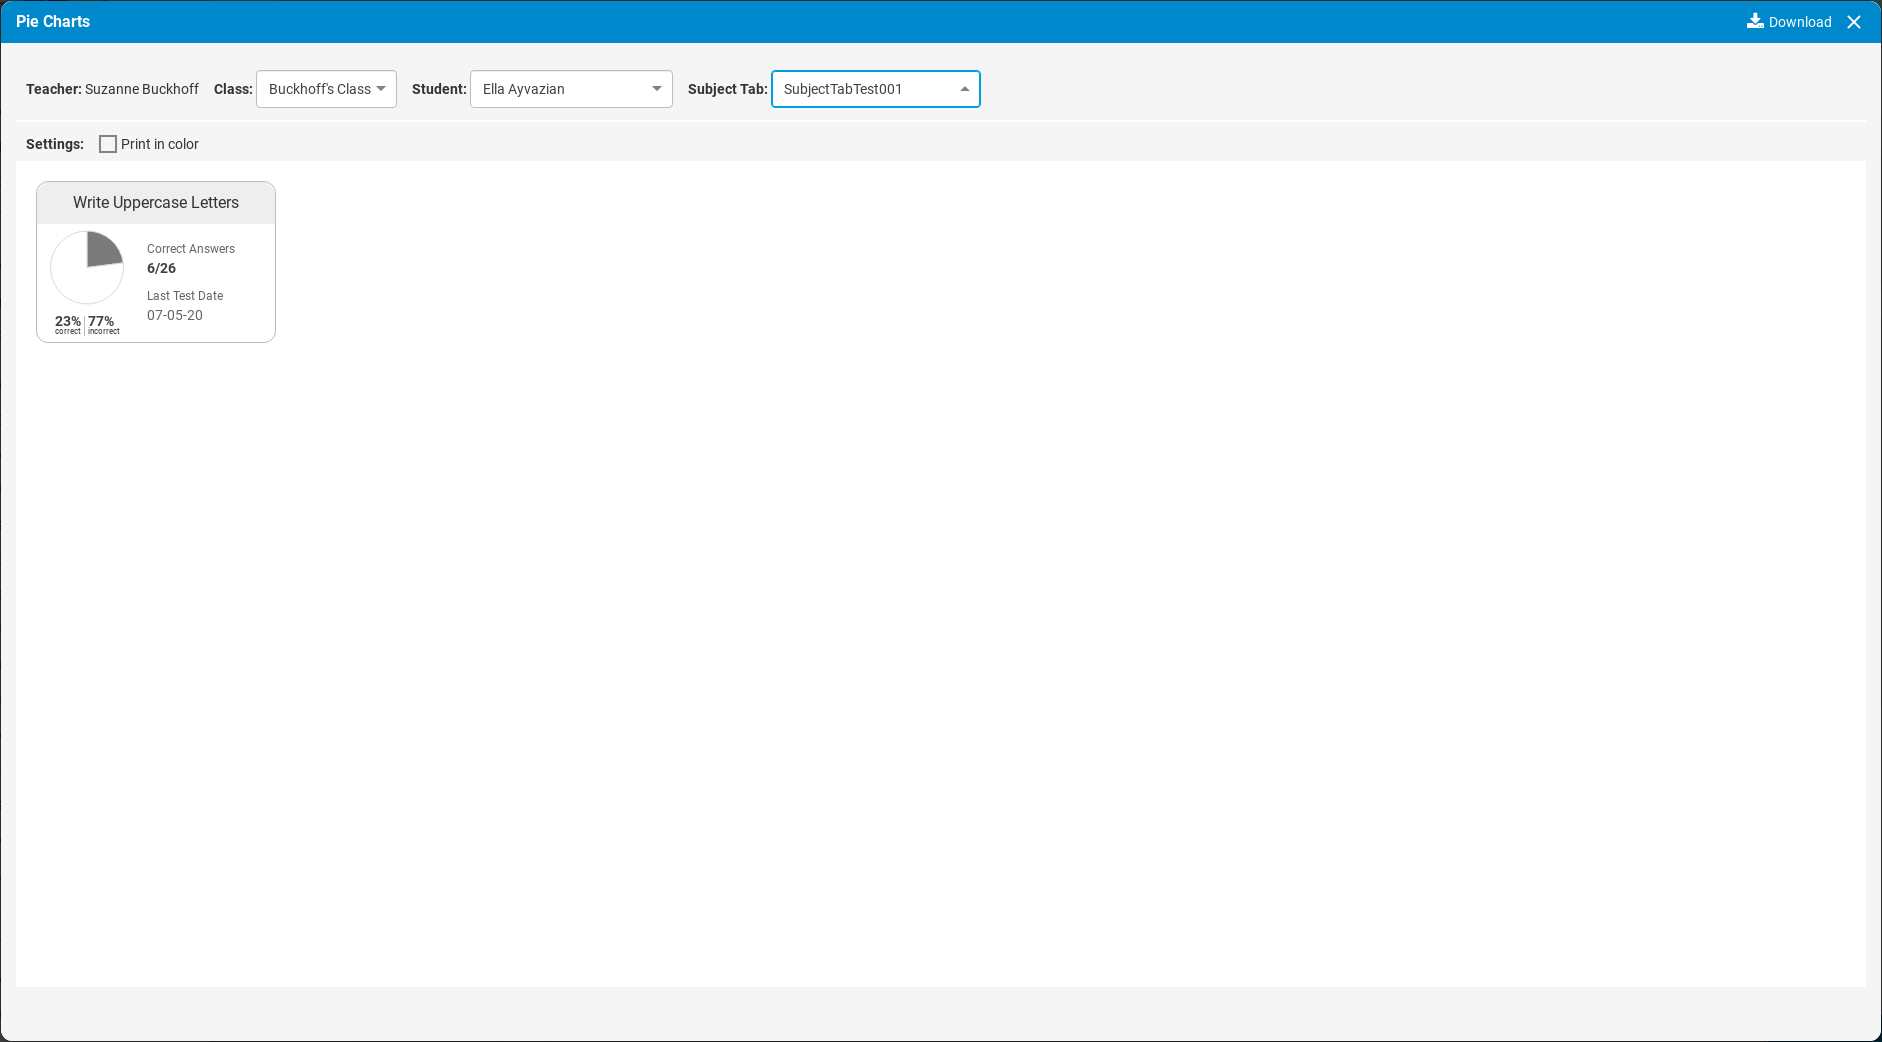 Pie Charts
Download
Teacher: Suzanne Buckhoff Class: Buckhoff's Class Student: Ella Ayvazian Subject Tab: SubjectTabTest001
Settings: Print in color
Write Uppercase Letters
Correct Answers
6/26
Last Test Date
07-05-20
23% 77%
correct incorrect